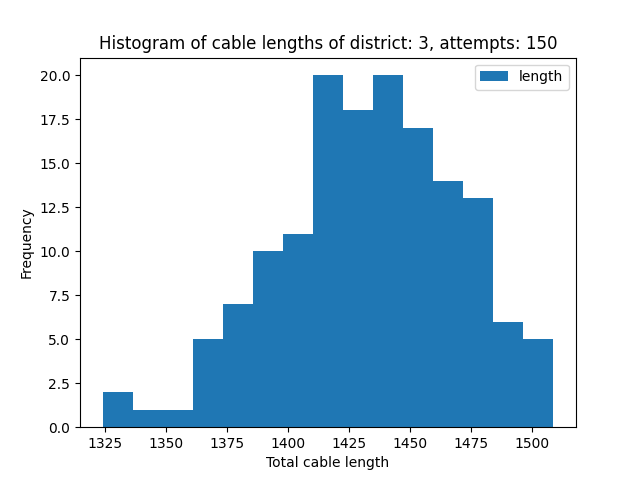 Histogram of cable lengths of district: 3, attempts: 150
length
20.0
17.5
15.0
12.5
10.0
7.5
5.0
2.5
0.0
Frequency
1325 1350 1375 1400 1425 1450 1475 1500
Total cable length